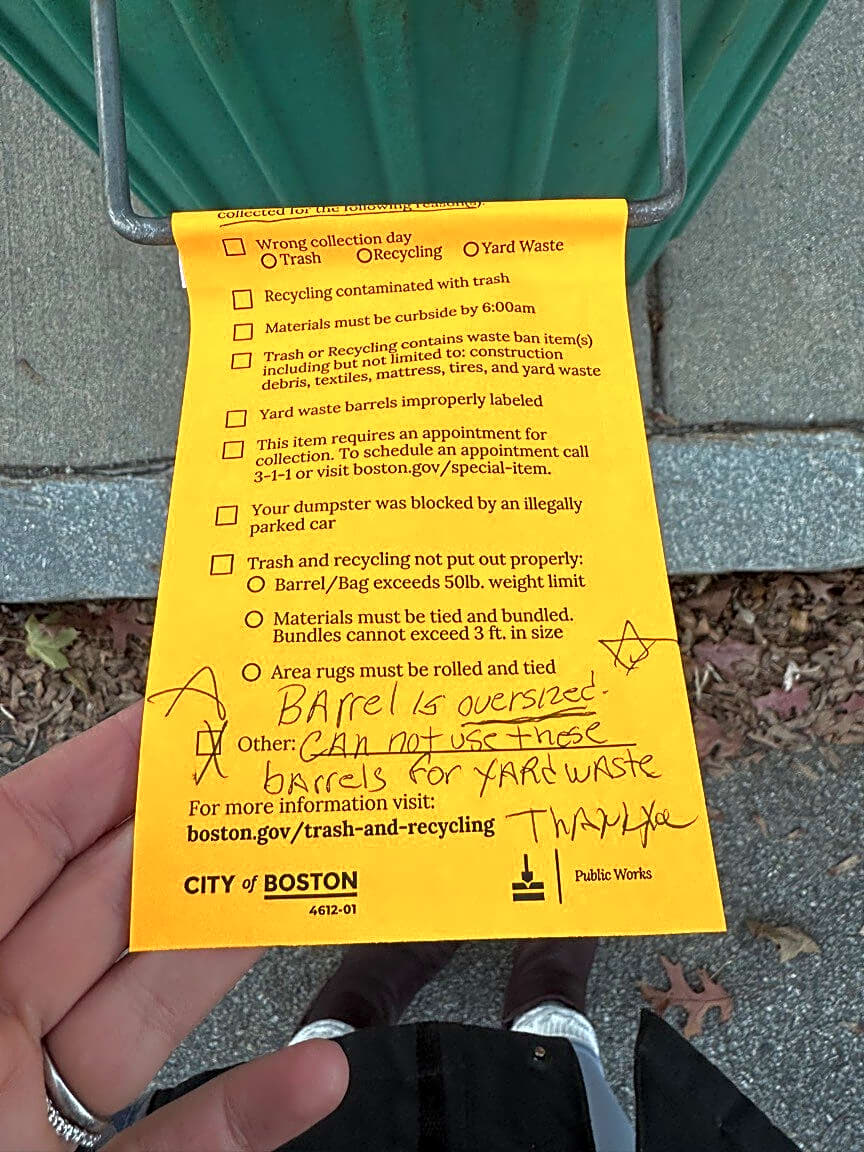 collected for the following reason(s):
Wrong collection day
Trash Recycling Yard Waste
Recycling contaminated with trash
Materials must be curbside by 6:00am
Trash or Recycling contains waste ban item(s)
including but not limited to: construction
debris, textiles, mattress, tires, and yard waste
Yard waste barrels improperly labeled
This item requires an appointment for
collection. To schedule an appointment call
3-1-1 or visit boston.gov/special-item.
Your dumpster was blocked by an illegally
parked car
Trash and recycling not put out properly:
Barrel/Bag exceeds 50lb. weight limit
Materials must be tied and bundled.
Bundles cannot exceed 3 ft. in size
Area rugs must be rolled and tied
BArrel is oversized.
Other: CAn not use these
bArrels for YARd wASte
For more information visit:
boston.gov/trash-and-recycling ThANk you
CITY of BOSTON
4612-01
Public Works